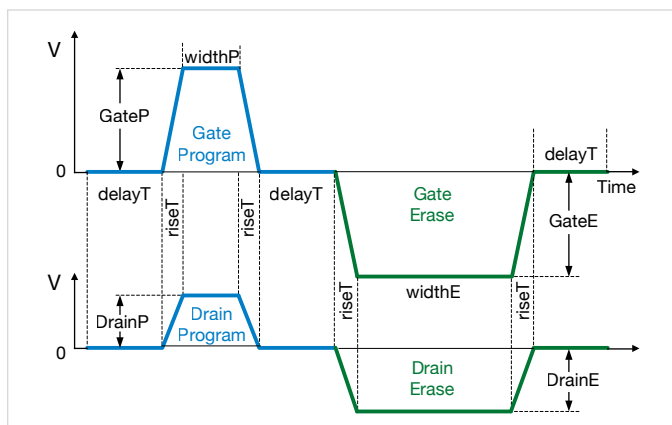 V
widthP
GateP
Gate
Program
delayT
0
Time
delayT
delayT
riseT
riseT
Gate
Erase
GateE
V
riseT
widthE
riseT
DrainP
Drain
Program
0
Drain
Erase
DrainE